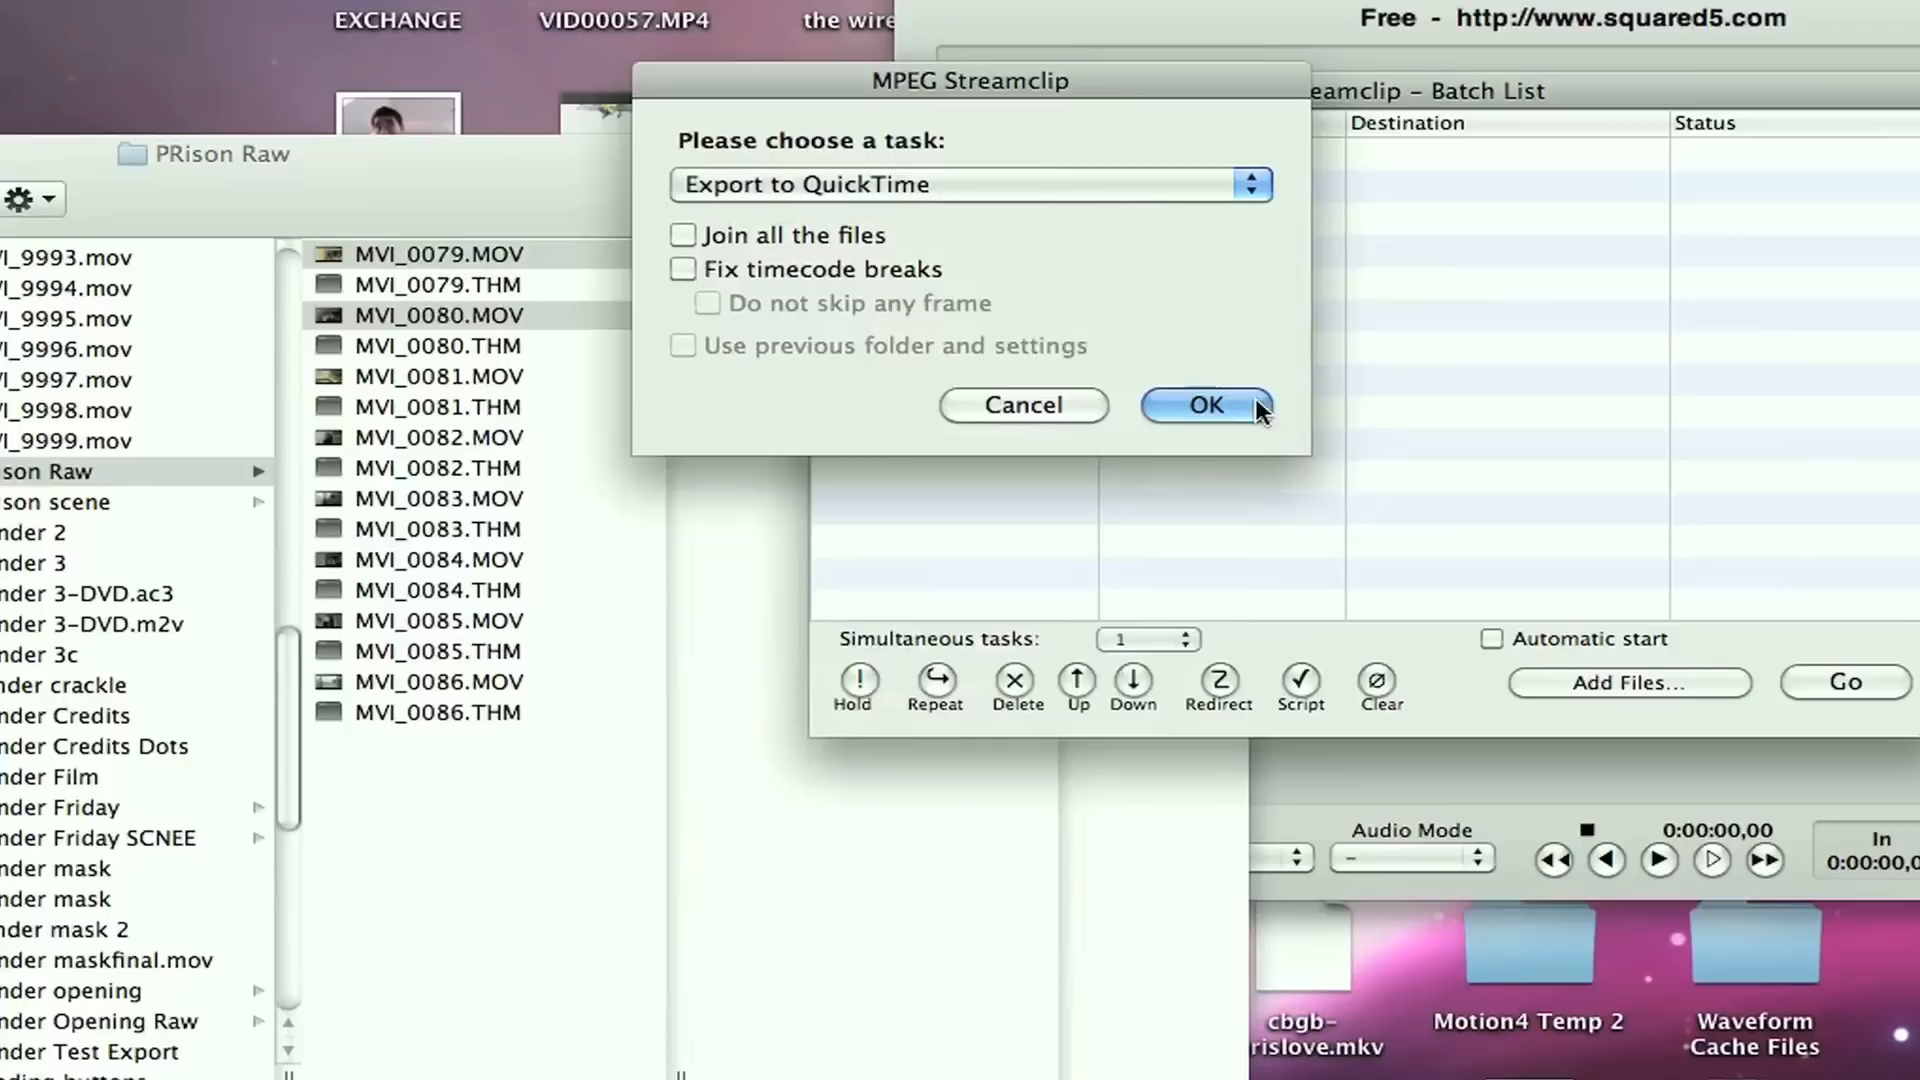 EXCHANGE
VID00057.MP4
the wire
Free - http://www.squared5.com
MPEG Streamclip
eamclip - Batch List
Please choose a task:
Export to QuickTime
Join all the files
Fix timecode breaks
Do not skip any frame
Use previous folder and settings
Cancel
OK
Destination
Status
PRison Raw
I_9993.mov
I_9994.mov
I_9995.mov
I_9996.mov
I_9997.mov
I_9998.mov
I_9999.mov
ison Raw
ison scene
nder 2
nder 3
nder 3-DVD.ac3
nder 3-DVD.m2v
nder 3c
nder crackle
nder Credits
nder Credits Dots
nder Film
nder Friday
nder Friday SCNEE
nder mask
nder mask
nder mask 2
nder maskfinal.mov
nder opening
nder Opening Raw
nder Test Export
MVI_0079.MOV
MVI_0079.THM
MVI_0080.MOV
MVI_0080.THM
MVI_0081.MOV
MVI_0081.THM
MVI_0082.MOV
MVI_0082.THM
MVI_0083.MOV
MVI_0083.THM
MVI_0084.MOV
MVI_0084.THM
MVI_0085.MOV
MVI_0085.THM
MVI_0086.MOV
MVI_0086.THM
Simultaneous tasks:
1
Automatic start
Hold
Repeat
Delete
Up
Down
Redirect
Script
Clear
Add Files...
Go
Audio Mode
-
0:00:00,00
In
0:00:00,0
cbgb-
rislove.mkv
Motion4 Temp 2
Waveform
Cache Files